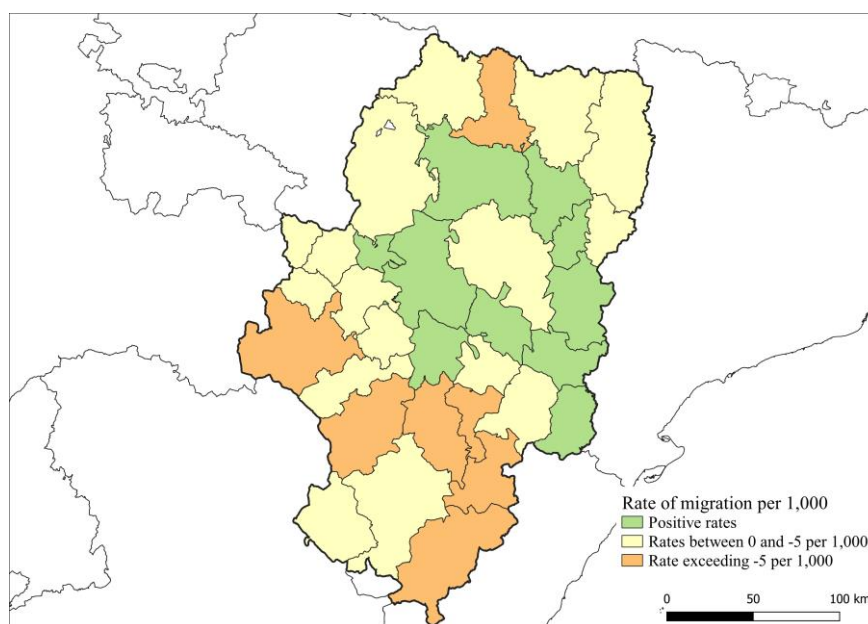 Rate of migration per 1,000
Positive rates
Rates between 0 and -5 per 1,000
Rate exceeding -5 per 1,000
0 50 100 km